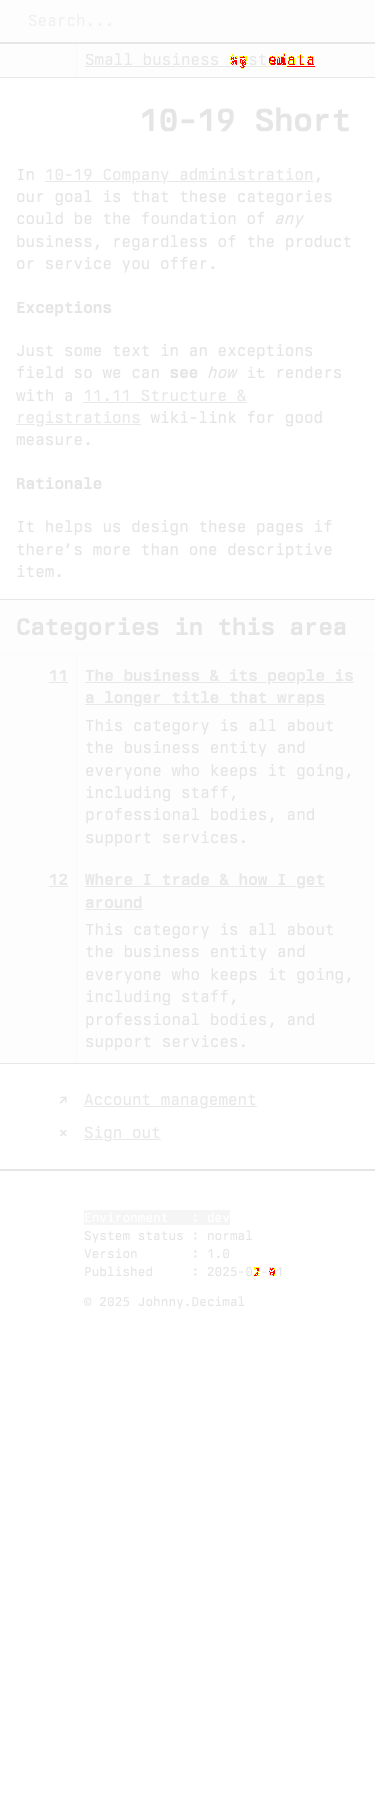 Search...
Small business
10-19 Short
In 10-19 Company administration,
our goal is that these categories
could be the foundation of any
business, regardless of the product
or service you offer.
Exceptions
Just some text in an exceptions
field so we can see how it renders
with a 11.11 Structure &
registrations wiki-link for good
measure.
Rationale
It helps us design these pages if
there's more than one descriptive
item.
Categories in this area
11 The business & its people is
a longer title that wraps
This category is all about
the business entity and
everyone who keeps it going,
including staff,
professional bodies, and
support services.
12 Where I trade & how I get
around
This category is all about
the business entity and
everyone who keeps it going,
including staff,
professional bodies, and
support services.
↗ Account management
× Sign out
Environment : dev
System status : normal
Version : 1.0
Published :
© 2025 Johnny.Decimal